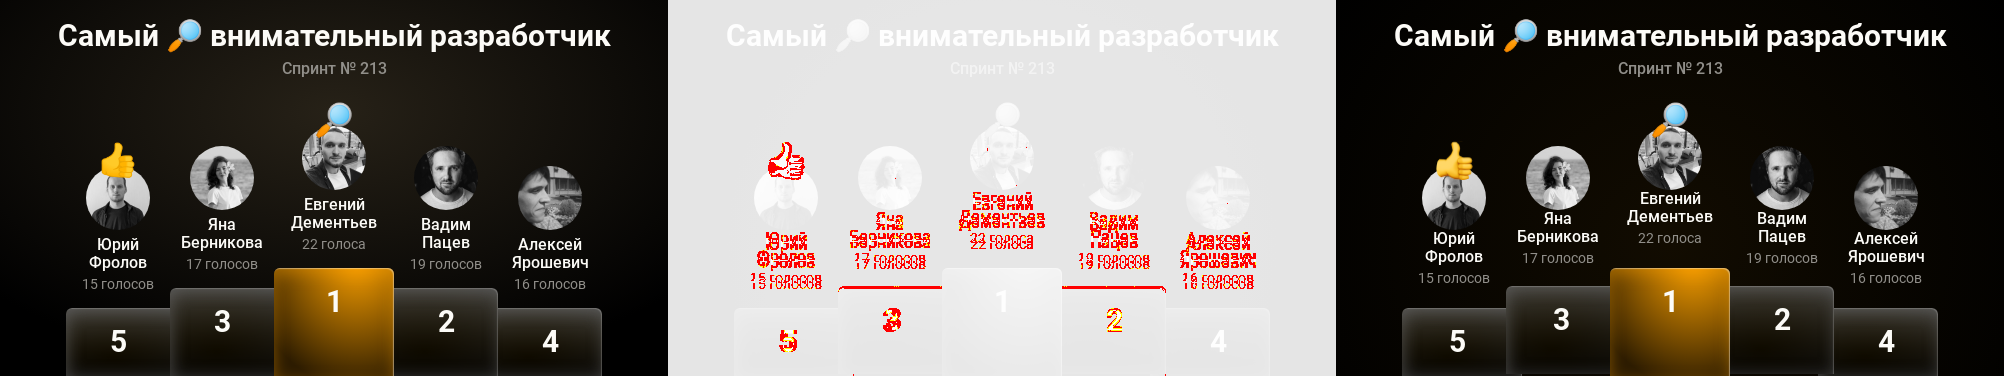 Самый 🔎 внимательный разработчик
Спринт № 213
Юрий
Фролов
15 голосов
Яна
Берникова
17 голосов
Евгений
Дементьев
22 голоса
Вадим
Пацев
19 голосов
Алексей
Ярошевич
16 голосов
5
3
1
2
4
Самый внимательный разработчик
Спринт № 213
Юрий
Фролов
15 голосов
Яна
Берникова
17 голосов
Евгений
Дементьев
22 голоса
Вадим
Пацев
19 голосов
Алексей
Ярошевич
16 голосов
5
3
1
2
4
Самый 🔎 внимательный разработчик
Спринт № 213
Юрий
Фролов
15 голосов
Яна
Берникова
17 голосов
Евгений
Дементьев
22 голоса
Вадим
Пацев
19 голосов
Алексей
Ярошевич
16 голосов
5
3
1
2
4